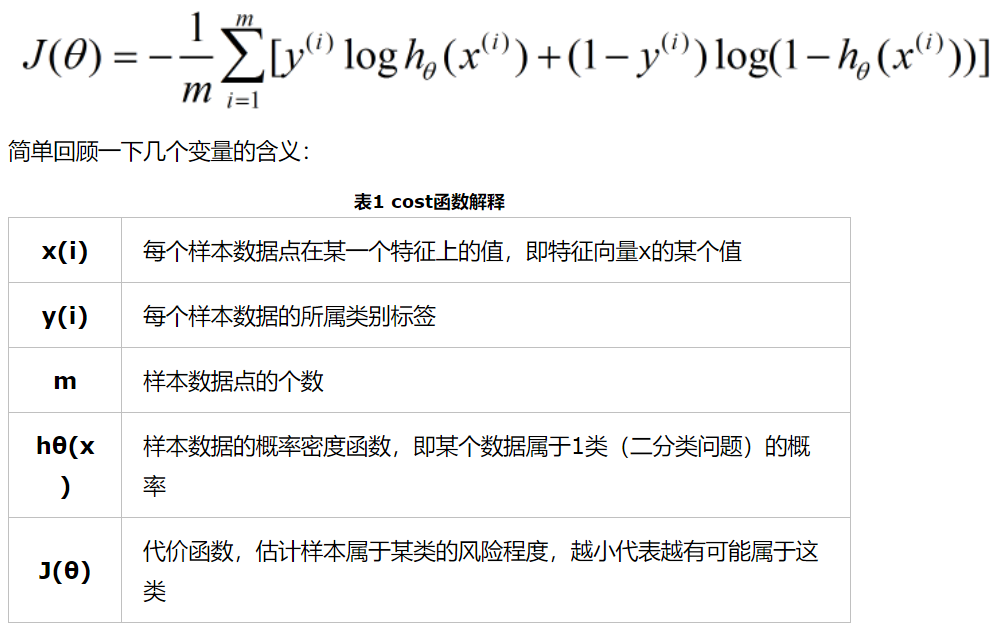 J(θ) = −\frac{1}{m}\sum_{i=1}^{m}[y^{(i)} log h_θ(x^{(i)}) + (1 − y^{(i)}) log(1 − h_θ(x^{(i)}))]
简单回顾一下几个变量的含义：
表1 cost函数解释
x(i) 每个样本数据点在某一个特征上的值，即特征向量x的某个值
y(i) 每个样本数据的所属类别标签
m 样本数据点的个数
hθ(x 样本数据的概率密度函数，即某个数据属于1类（二分类问题）的概
) 率
J(θ) 代价函数，估计样本属于某类的风险程度，越小代表越有可能属于这
类